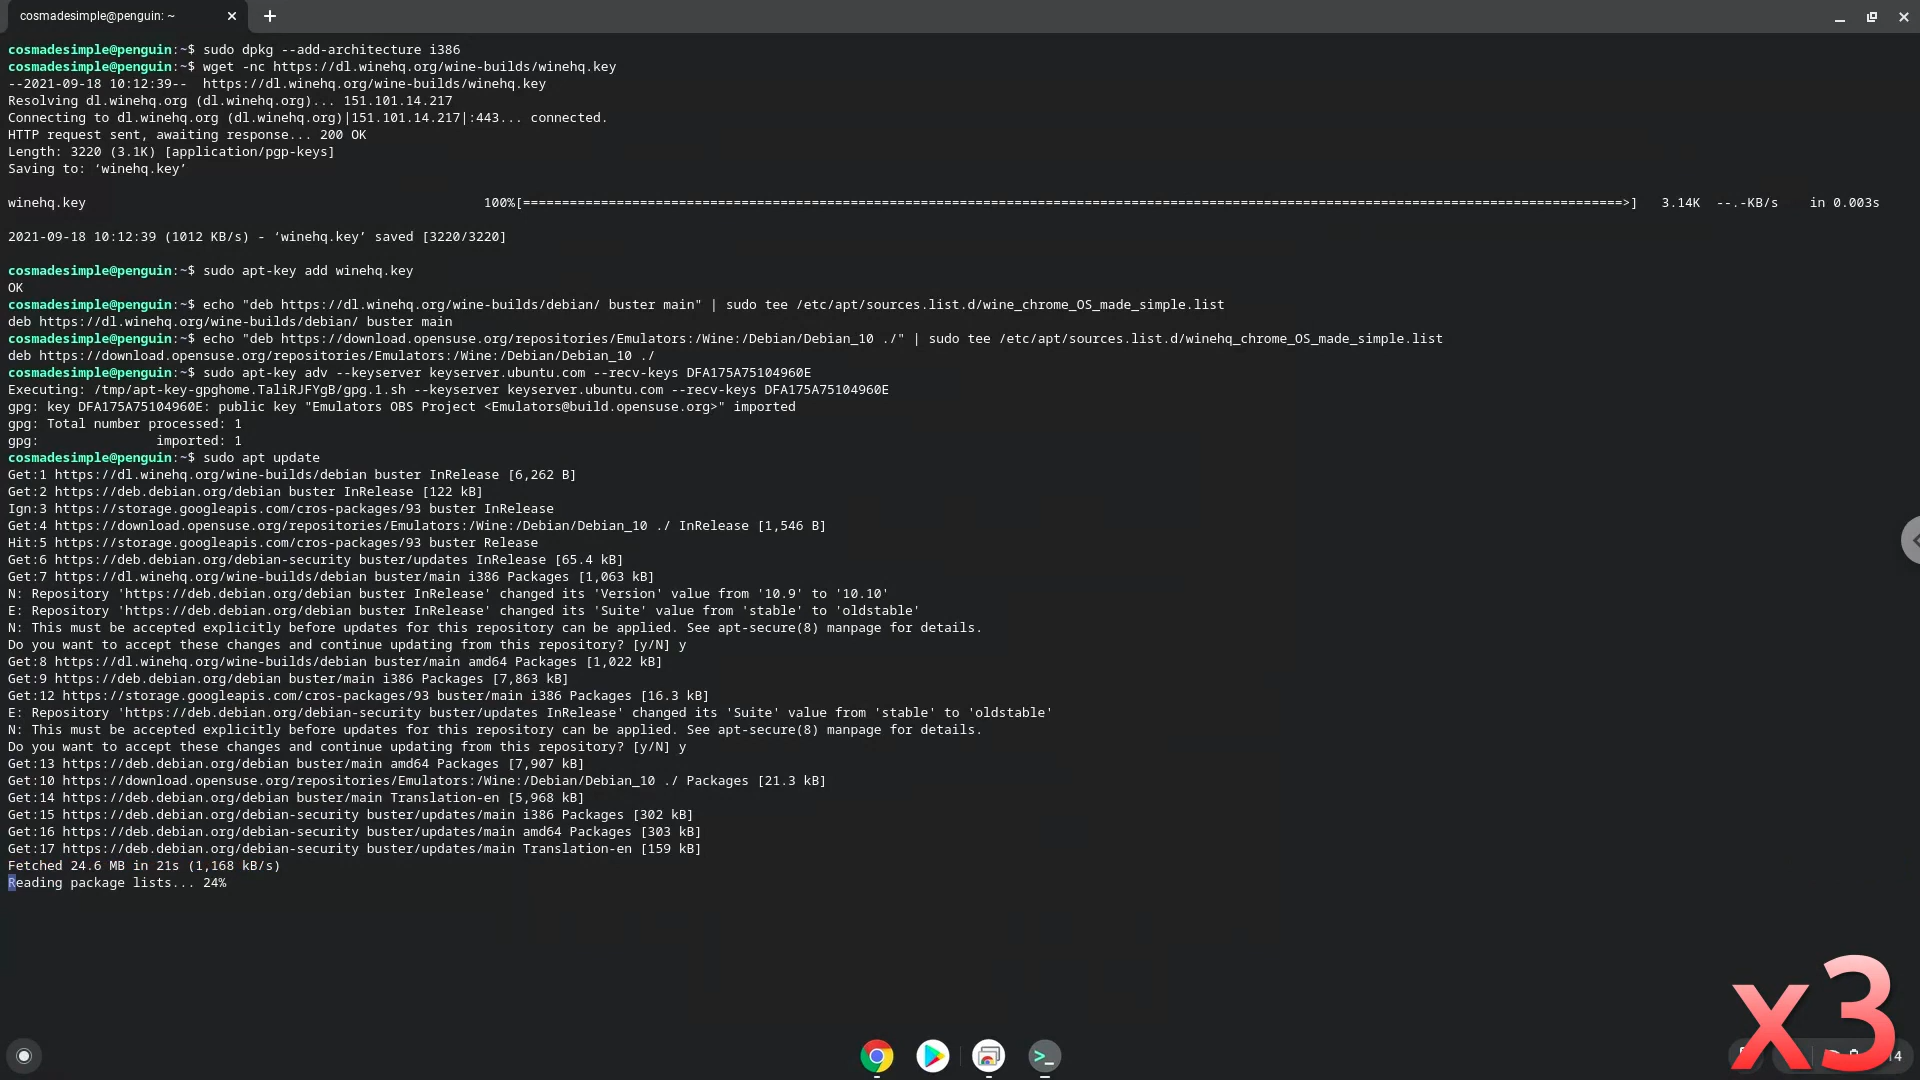 cosmadesimple@penguin: ~
cosmadesimple@penguin:~$ sudo dpkg --add-architecture i386
cosmadesimple@penguin:~$ wget -nc https://dl.winehq.org/wine-builds/winehq.key
--2021-09-18 10:12:39--  https://dl.winehq.org/wine-builds/winehq.key
Resolving dl.winehq.org (dl.winehq.org)... 151.101.14.217
Connecting to dl.winehq.org (dl.winehq.org)|151.101.14.217|:443... connected.
HTTP request sent, awaiting response... 200 OK
Length: 3220 (3.1K) [application/pgp-keys]
Saving to: ‘winehq.key’
winehq.key 100%[=============================================================================================================================================>] 3.14K --.-KB/s in 0.003s
2021-09-18 10:12:39 (1012 KB/s) - ‘winehq.key’ saved [3220/3220]
cosmadesimple@penguin:~$ sudo apt-key add winehq.key
OK
cosmadesimple@penguin:~$ echo "deb https://dl.winehq.org/wine-builds/debian/ buster main" | sudo tee /etc/apt/sources.list.d/wine_chrome_OS_made_simple.list
deb https://dl.winehq.org/wine-builds/debian/ buster main
cosmadesimple@penguin:~$ echo "deb https://download.opensuse.org/repositories/Emulators:/Wine:/Debian/Debian_10 ./" | sudo tee /etc/apt/sources.list.d/winehq_chrome_OS_made_simple.list
deb https://download.opensuse.org/repositories/Emulators:/Wine:/Debian/Debian_10 ./
cosmadesimple@penguin:~$ sudo apt-key adv --keyserver keyserver.ubuntu.com --recv-keys DFA175A75104960E
Executing: /tmp/apt-key-gpghome.TaliRJFYgB/gpg.1.sh --keyserver keyserver.ubuntu.com --recv-keys DFA175A75104960E
gpg: key DFA175A75104960E: public key "Emulators OBS Project <Emulators@build.opensuse.org>" imported
gpg: Total number processed: 1
gpg:               imported: 1
cosmadesimple@penguin:~$ sudo apt update
Get:1 https://dl.winehq.org/wine-builds/debian buster InRelease [6,262 B]
Get:2 https://deb.debian.org/debian buster InRelease [122 kB]
Ign:3 https://storage.googleapis.com/cros-packages/93 buster InRelease
Get:4 https://download.opensuse.org/repositories/Emulators:/Wine:/Debian/Debian_10 ./ InRelease [1,546 B]
Hit:5 https://storage.googleapis.com/cros-packages/93 buster Release
Get:6 https://deb.debian.org/debian-security buster/updates InRelease [65.4 kB]
Get:7 https://dl.winehq.org/wine-builds/debian buster/main i386 Packages [1,063 kB]
N: Repository 'https://deb.debian.org/debian buster InRelease' changed its 'Version' value from '10.9' to '10.10'
E: Repository 'https://deb.debian.org/debian buster InRelease' changed its 'Suite' value from 'stable' to 'oldstable'
N: This must be accepted explicitly before updates for this repository can be applied. See apt-secure(8) manpage for details.
Do you want to accept these changes and continue updating from this repository? [y/N] y
Get:8 https://dl.winehq.org/wine-builds/debian buster/main amd64 Packages [1,022 kB]
Get:9 https://deb.debian.org/debian buster/main i386 Packages [7,863 kB]
Get:12 https://storage.googleapis.com/cros-packages/93 buster/main i386 Packages [16.3 kB]
E: Repository 'https://deb.debian.org/debian-security buster/updates InRelease' changed its 'Suite' value from 'stable' to 'oldstable'
N: This must be accepted explicitly before updates for this repository can be applied. See apt-secure(8) manpage for details.
Do you want to accept these changes and continue updating from this repository? [y/N] y
Get:13 https://deb.debian.org/debian buster/main amd64 Packages [7,907 kB]
Get:10 https://download.opensuse.org/repositories/Emulators:/Wine:/Debian/Debian_10 ./ Packages [21.3 kB]
Get:14 https://deb.debian.org/debian buster/main Translation-en [5,968 kB]
Get:15 https://deb.debian.org/debian-security buster/updates/main i386 Packages [302 kB]
Get:16 https://deb.debian.org/debian-security buster/updates/main amd64 Packages [303 kB]
Get:17 https://deb.debian.org/debian-security buster/updates/main Translation-en [159 kB]
Fetched 24.6 MB in 21s (1,168 kB/s)
Reading package lists... 24%
x3